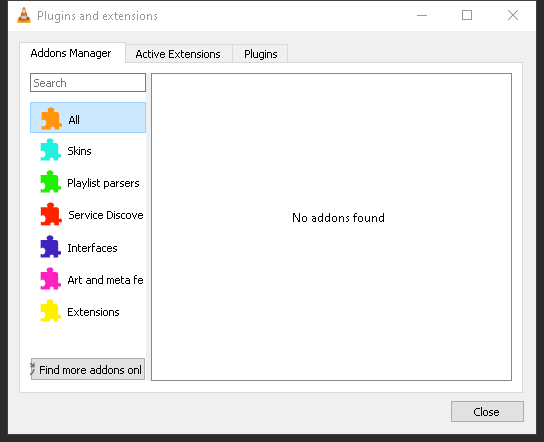 Plugins and extensions
Addons Manager
Active Extensions
Plugins
Search
All
Skins
Playlist parsers
Service Discove
Interfaces
Art and meta fe
Extensions
No addons found
Find more addons onl
Close